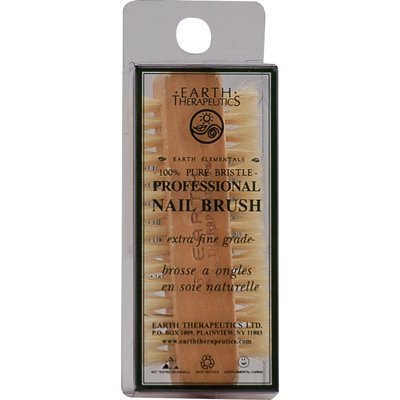 ·EARTH·
THERAPEUTICS
EARTH ELEMENTALS
- 100% PURE BRISTLE -
PROFESSIONAL
NAIL BRUSH
extra-fine grade
brosse a ongles
en soie naturelle
EARTH THERAPEUTICS LTD.
P.O. BOX 1009, PLAINVIEW, NY 11803
www.earththerapeutics.com